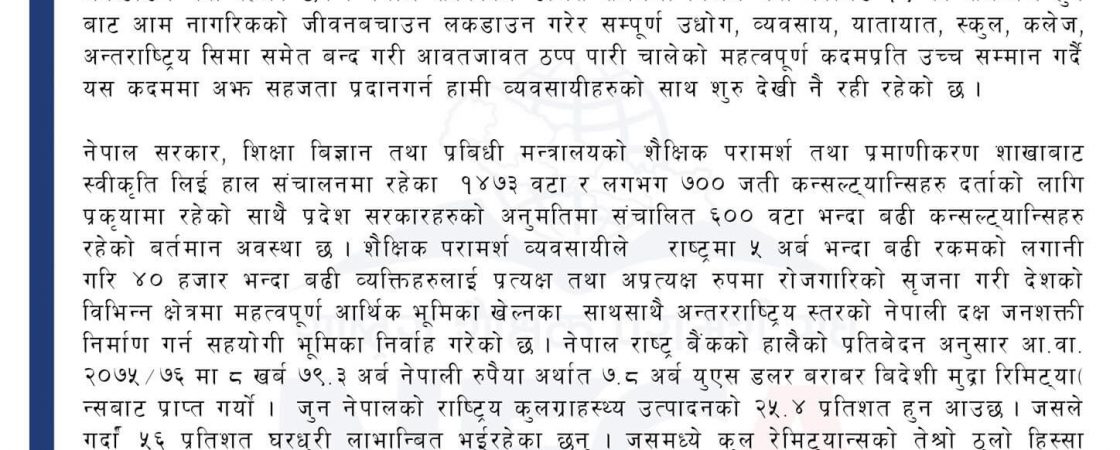 बाट आम नागरिकको जीवनबचाउन लकडाउन गरेर सम्पूर्ण उद्योग, व्यवसाय, यातायात, स्कुल, कलेज,
अन्तराष्ट्रिय सिमा समेत बन्द गरी आवतजावत ठप्प पारी चालेको महत्वपूर्ण कदमप्रति उच्च सम्मान गर्दै
यस कदममा अझ सहजता प्रदानगर्न हामी व्यवसायीहरुको साथ शुरु देखी नै रही रहेको छ ।
नेपाल सरकार, शिक्षा बिज्ञान तथा प्रबिधी मन्त्रालयको शैक्षिक परामर्श तथा प्रमाणीकरण शाखाबाट
स्वीकृति लिई हाल संचालनमा रहेका १४७३ वटा र लगभग ७०० जती कन्सल्ट्यान्सिहरु दर्ताको लागि
प्रकृयामा रहेको साथै प्रदेश सरकारहरुको अनुमतिमा संचालित ६०० वटा भन्दा बढी कन्सल्ट्यान्सिहरु
रहेको बर्तमान अवस्था छ । शैक्षिक परामर्श व्यवसायीले राष्ट्रमा ५ अर्ब भन्दा बढी रकमको लगानी
गरि ४० हजार भन्दा बढी व्यक्तिहरुलाई प्रत्यक्ष तथा अप्रत्यक्ष रुपमा रोजगारिको सृजना गरी देशको
विभिन्न क्षेत्रमा महत्वपूर्ण आर्थिक भूमिका खेल्नका साथसाथै अन्तरराष्ट्रिय स्तरको नेपाली दक्ष जनशक्ती
निर्माण गर्न सहयोगी भूमिका निर्वाह गरेको छ । नेपाल राष्ट्र बैंकको हालैको प्रतिबेदन अनुसार आ.वा.
२०७५/७६ मा ८ खर्ब ७९.३ अर्ब नेपाली रुपैया अर्थात ७.८ अर्ब युएस डलर बराबर बिदेशी मुद्रा रिमिट्या(
न्सबाट प्राप्त गर्यो । जुन नेपालको राष्ट्रिय कुलग्राहस्थ्य उत्पादनको २५.४ प्रतिशत हुन आउछ । जसले
गर्दा ५६ प्रतिशत घरधुरी लाभान्बित भईरहेका छन् । जसमध्ये कुल रेमिट्यान्सको तेश्रो ठुलो हिस्सा